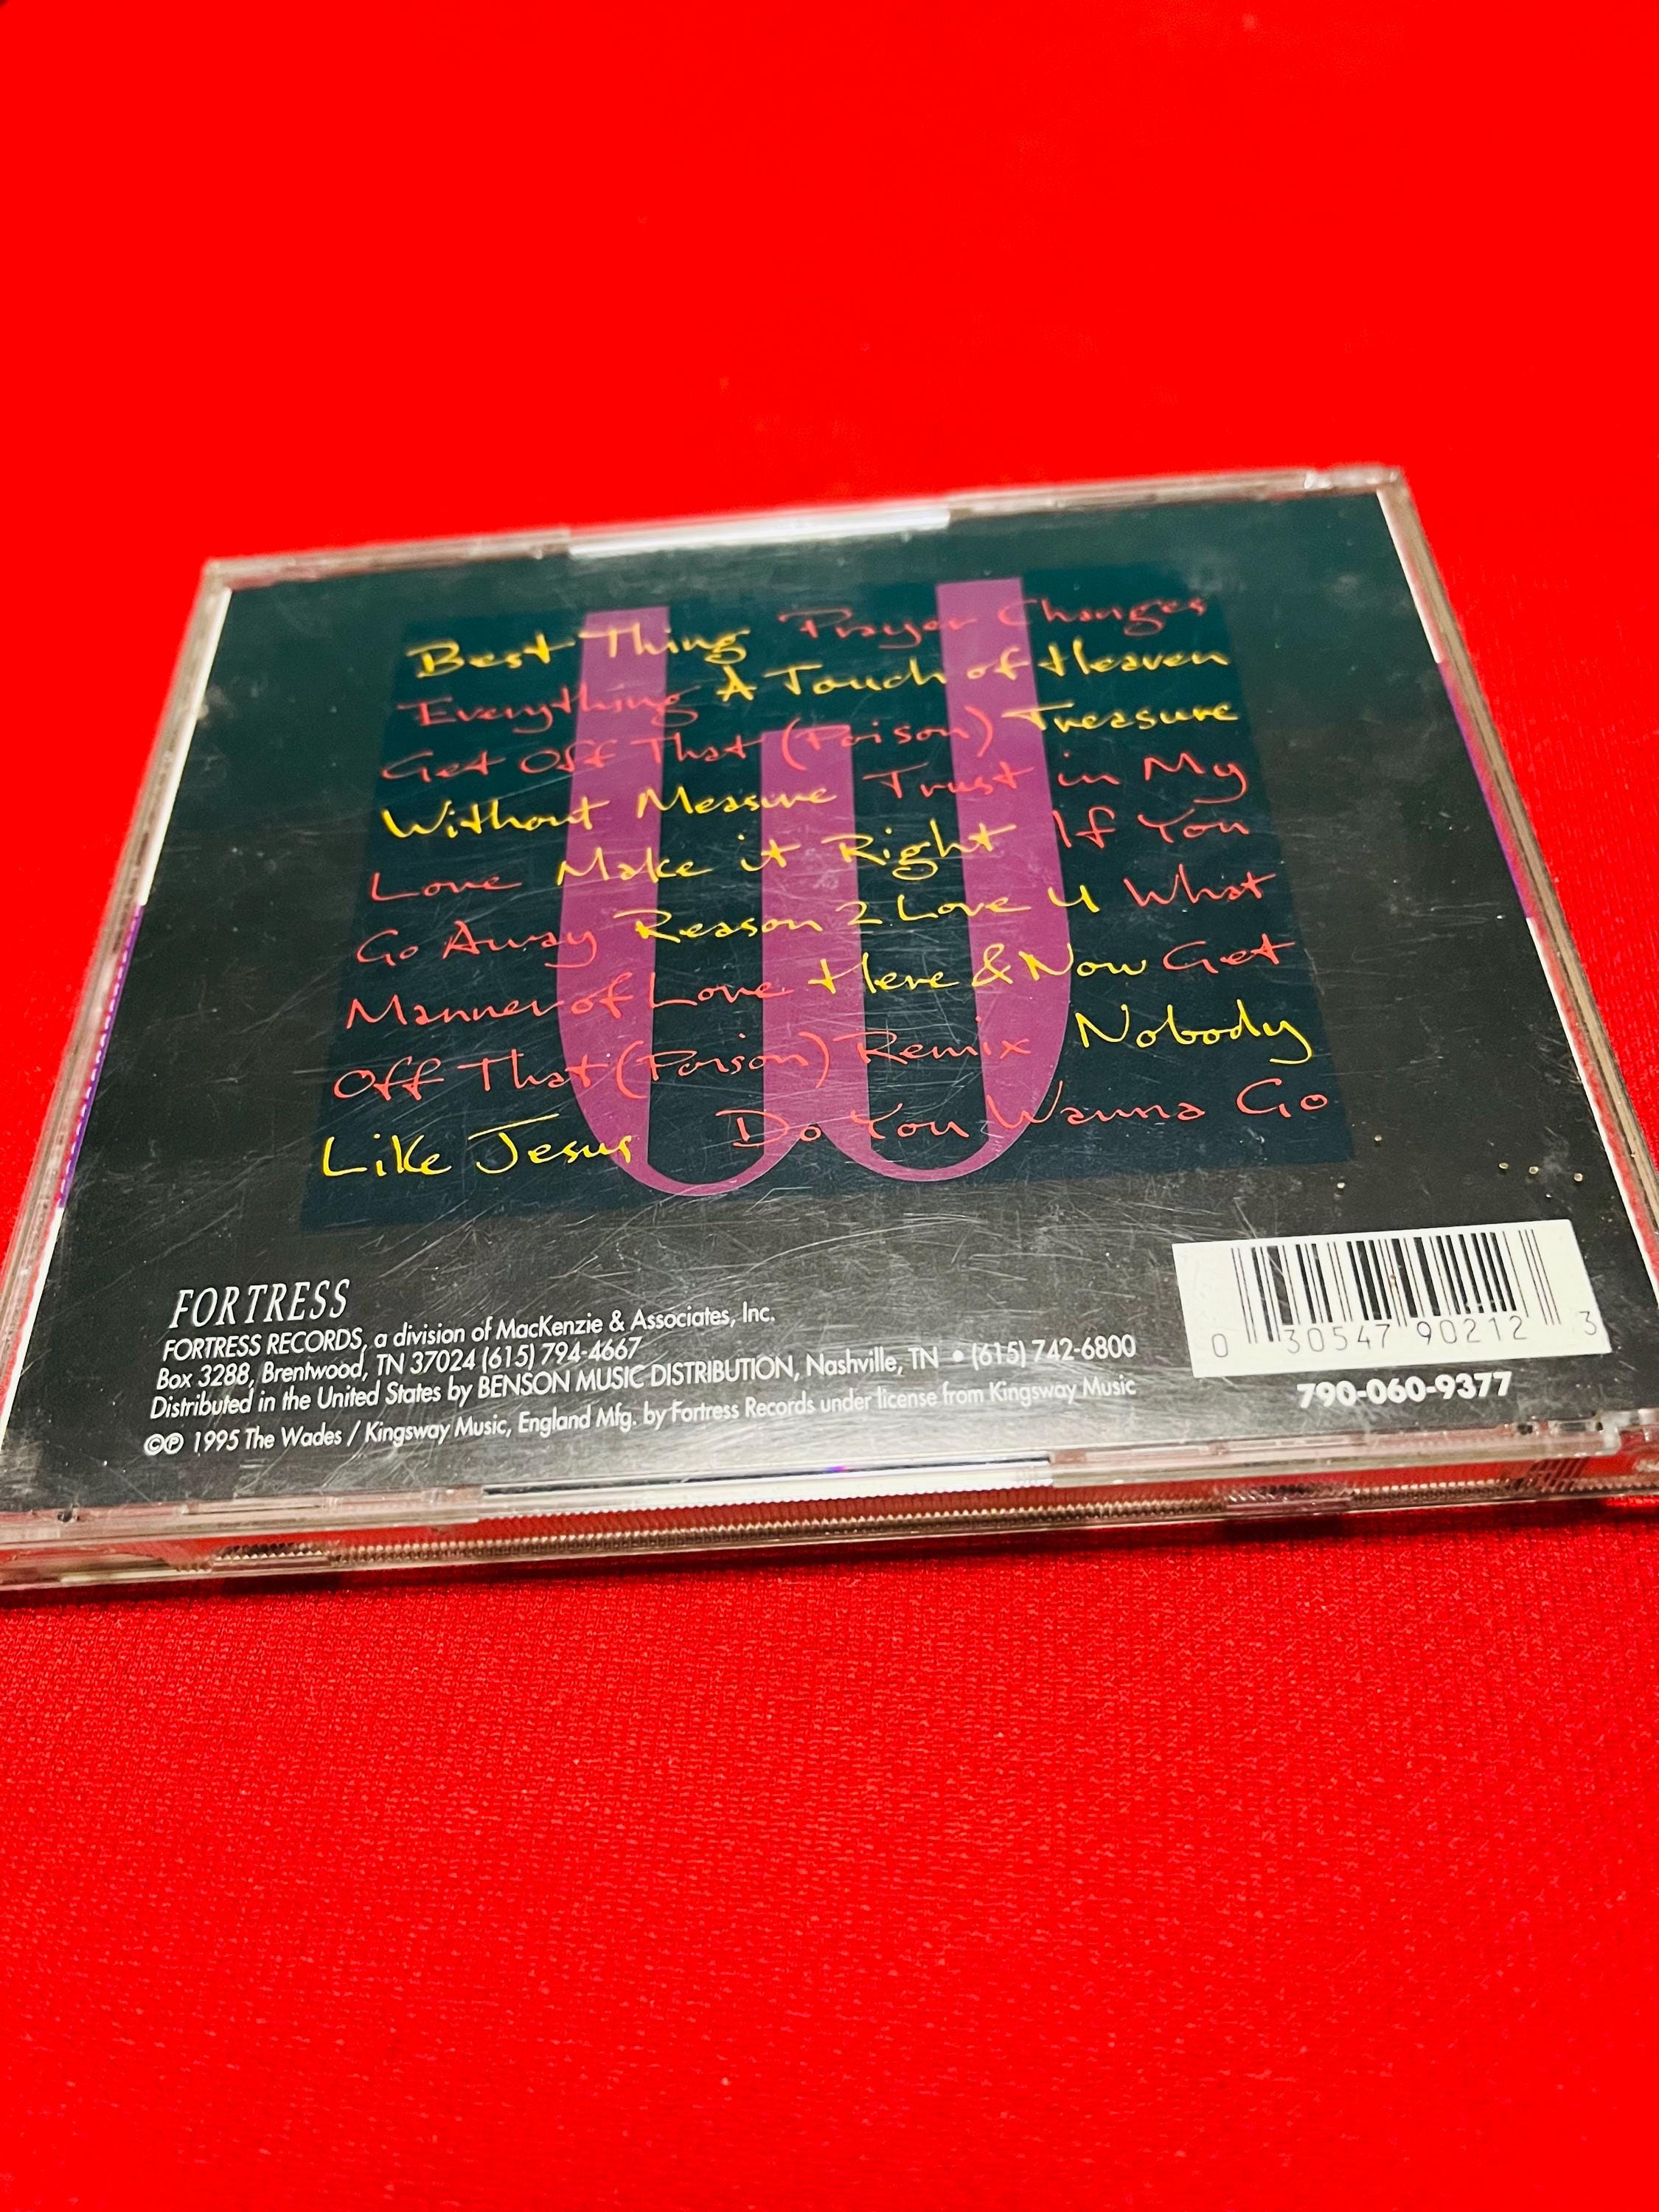 Best Thing Prayer Changes
Everything A Touch of Heaven
Get Off That (Poison) Treasure
Without Measure Trust in My
Love Make it Right If You
Go Away Reason 2 Love U What
Manner of Love Here & Now Get
Off That (Poison) Remix Nobody
Like Jesus Do You Wanna Go
W
FORTRESS
FORTRESS RECORDS, a division of MacKenzie & Associates, Inc.
Box 3288, Brentwood, TN 37024 (615) 794-4667
Distributed in the United States by BENSON MUSIC DISTRIBUTION, Nashville, TN • (615) 742-6800
©℗ 1995 The Wades / Kingsway Music, England Mfg. by Fortress Records under license from Kingsway Music
0 30547 90212 3
790-060-9377